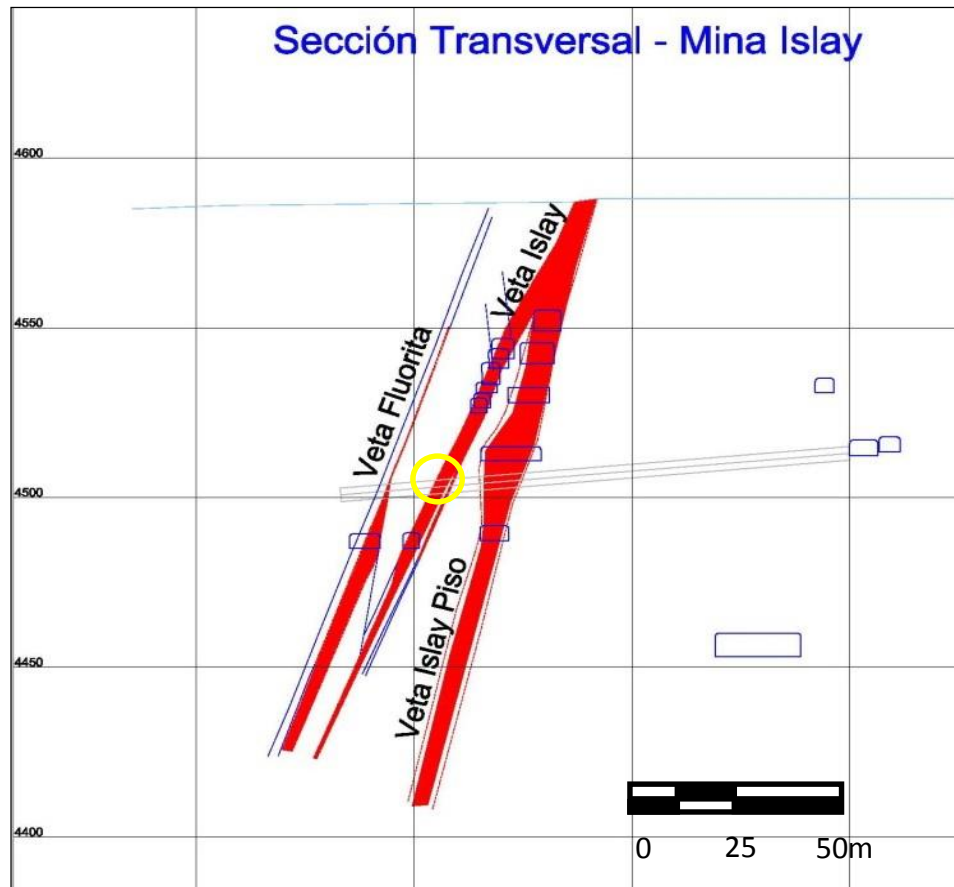 Sección Transversal - Mina Islay
4600
Veta Islay
4550
Veta Fluorita
4500
Veta Islay Piso
4450
4400
0 25 50m